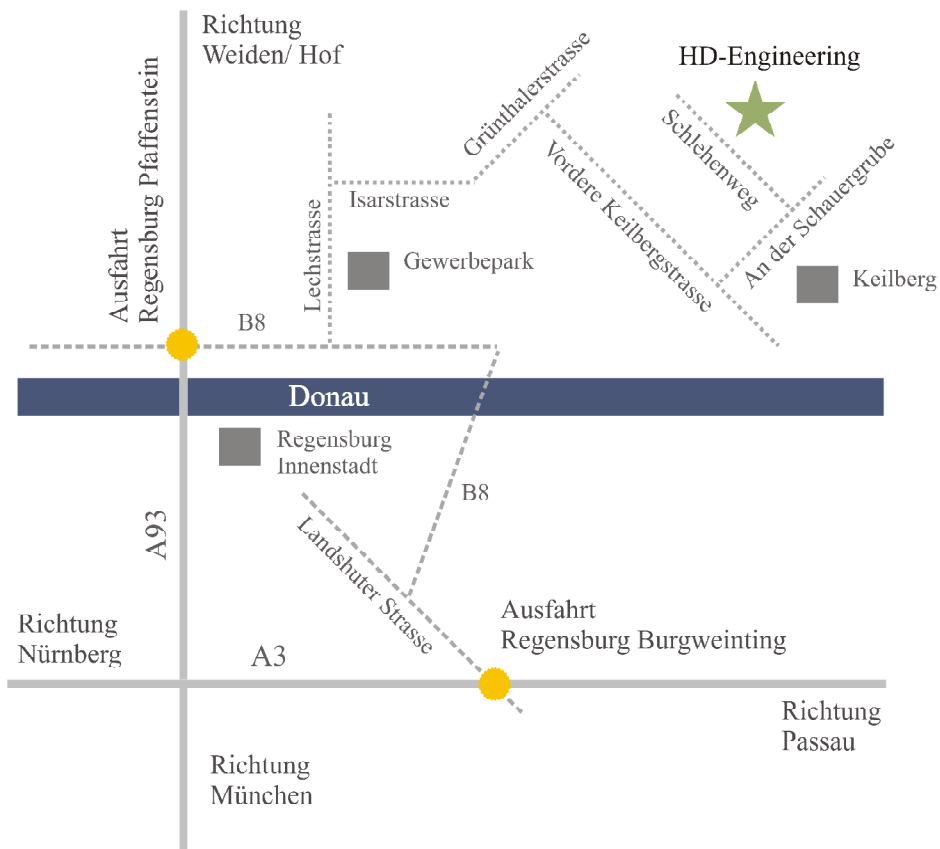 Richtung
Weiden/ Hof
HD-Engineering
Grünthalerstrasse
Ausfahrt
Regensburg Pfaffenstein
Schlehenweg
Vordere Keilbergstrasse
An der Schauergrube
Isarstrasse
Lechstrasse
Gewerbepark
Keilberg
B8
Donau
Regensburg
Innenstadt
B8
A93
Landshuter Strasse
Ausfahrt
Regensburg Burgweinting
Richtung
Nürnberg
A3
Richtung
Passau
Richtung
München